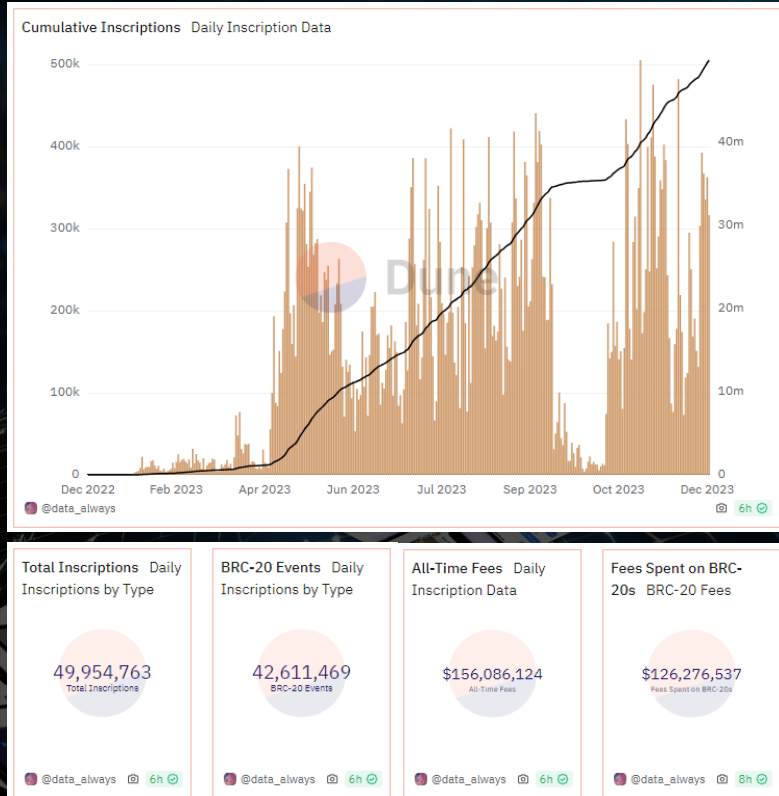 Cumulative Inscriptions Daily Inscription Data
500k
400k
300k
200k
100k
0
40m
30m
20m
10m
0
Dune
Dec 2022 Feb 2023 Apr 2023 Jun 2023 Jul 2023 Sep 2023 Oct 2023 Dec 2023
@data_always 6h
Total Inscriptions Daily
Inscriptions by Type
49,954,763
Total Inscriptions
@data_always 6h
BRC-20 Events Daily
Inscriptions by Type
42,611,469
BRC-20 Events
@data_always 6h
All-Time Fees Daily
Inscription Data
$156,086,124
All-Time Fees
@data_always 6h
Fees Spent on BRC-
20s BRC-20 Fees
$126,276,537
Fees Spent on BRC-20s
@data_always 8h